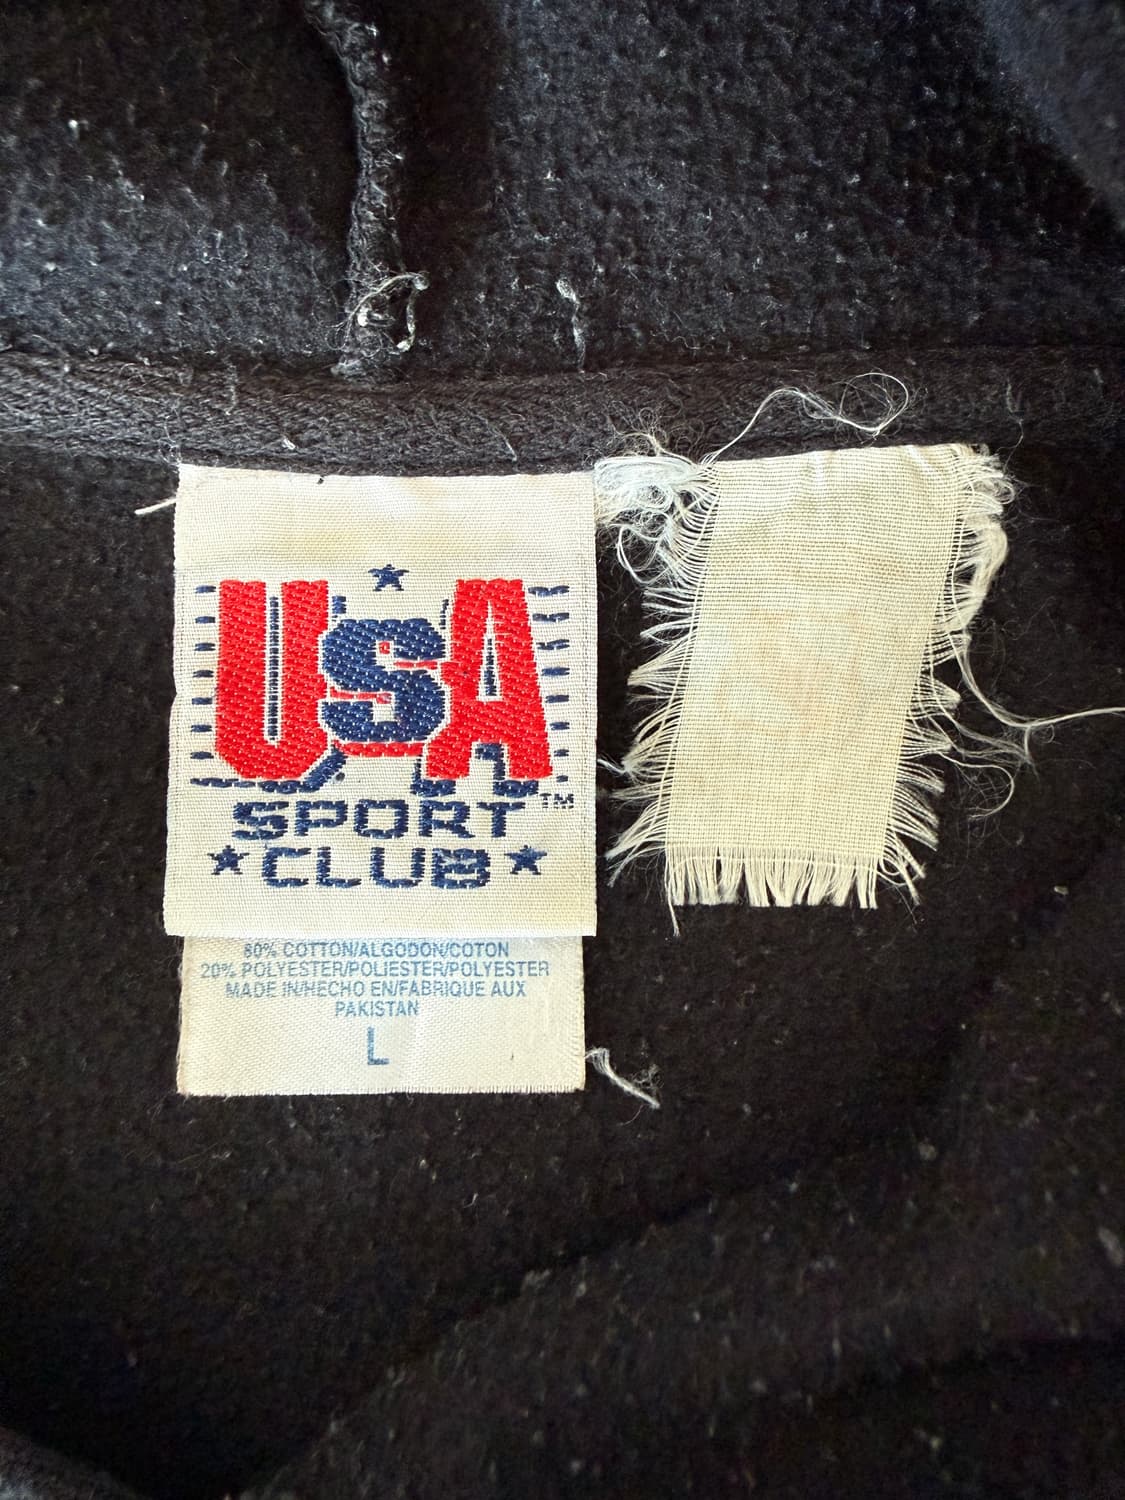 USA
SPORT™
CLUB
80% COTTON/ALGODON/COTON
20% POLYESTER/POLIESTER/POLYESTER
MADE IN/HECHO EN/FABRIQUE AUX
PAKISTAN
L